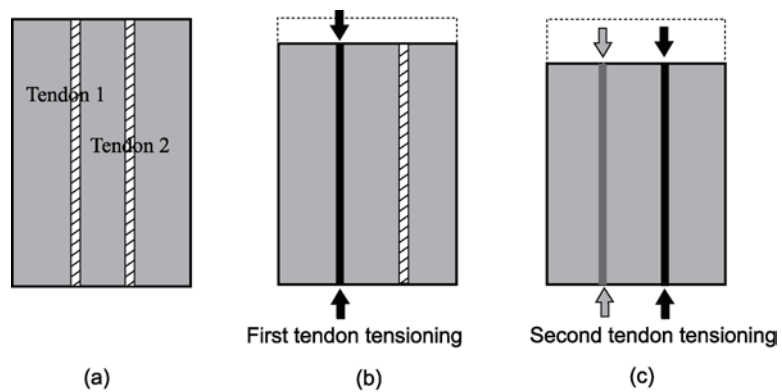 Tendon 1
Tendon 2
First tendon tensioning
Second tendon tensioning
(a)
(b)
(c)